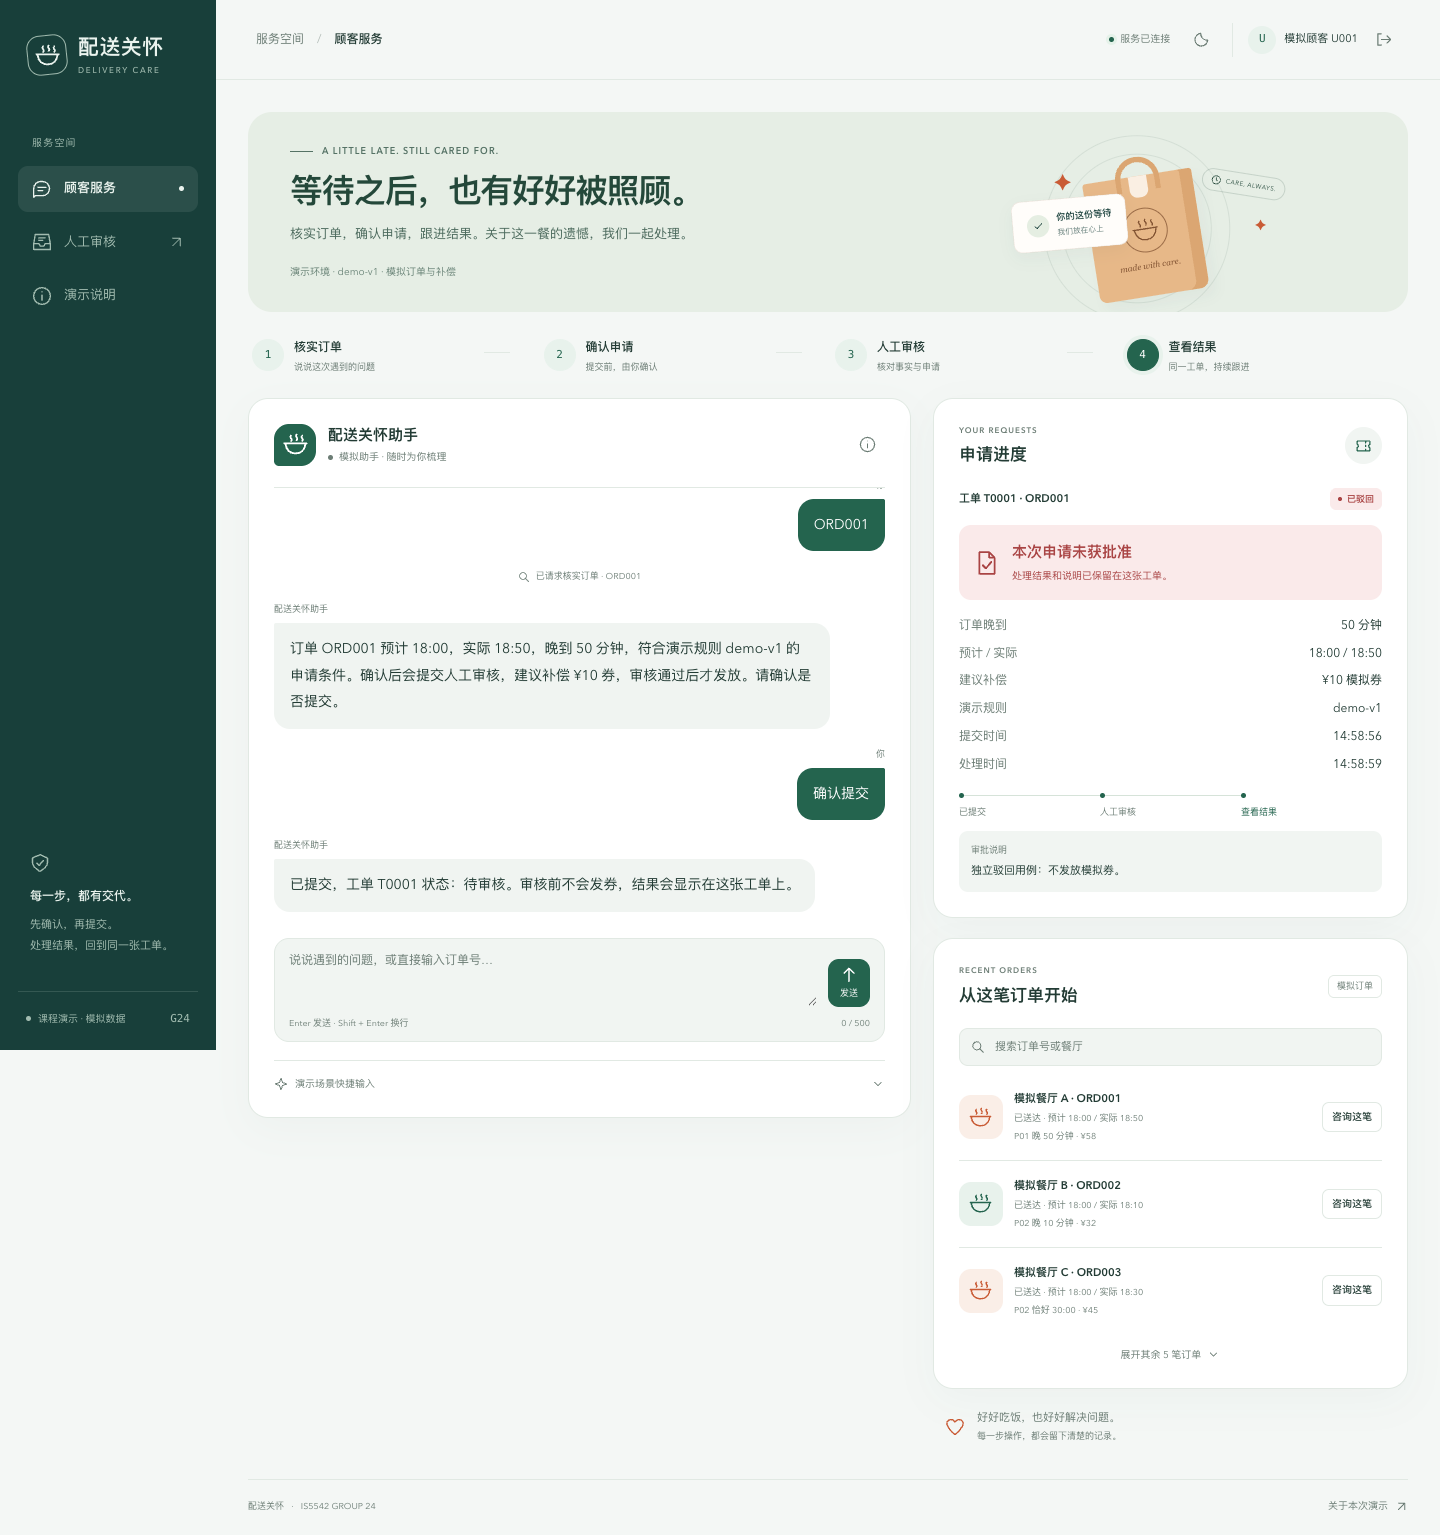 配送关怀
DELIVERY CARE
服务空间
顾客服务
人工审核
演示说明
每一步，都有交代。
先确认，再提交。
处理结果，回到同一张工单。
课程演示 · 模拟数据
G24
服务空间 / 顾客服务
服务已连接
U
模拟顾客 U001
A LITTLE LATE. STILL CARED FOR.
等待之后，也有好好被照顾。
核实订单，确认申请，跟进结果。关于这一餐的遗憾，我们一起处理。
演示环境 · demo-v1 · 模拟订单与补偿
你的这份等待
我们放在心上
CARE, ALWAYS.
made with care.
1
核实订单
说说这次遇到的问题
2
确认申请
提交前，由你确认
3
人工审核
核对事实与申请
4
查看结果
同一工单，持续跟进
配送关怀助手
模拟助手 · 随时为你梳理
ORD001
已请求核实订单 · ORD001
配送关怀助手
订单 ORD001 预计 18:00，实际 18:50，晚到 50 分钟，符合演示规则 demo-v1 的
申请条件。确认后会提交人工审核，建议补偿 ¥10 券，审核通过后才发放。请确认是
否提交。
你
确认提交
配送关怀助手
已提交，工单 T0001 状态：待审核。审核前不会发券，结果会显示在这张工单上。
说说遇到的问题，或直接输入订单号...
发送
Enter 发送 · Shift + Enter 换行
0 / 500
演示场景快捷输入
YOUR REQUESTS
申请进度
工单 T0001 · ORD001
已驳回
本次申请未获批准
处理结果和说明已保留在这张工单。
订单晚到
50 分钟
预计 / 实际
18:00 / 18:50
建议补偿
¥10 模拟券
演示规则
demo-v1
提交时间
14:58:56
处理时间
14:58:59
已提交
人工审核
查看结果
审批说明
独立驳回用例：不发放模拟券。
RECENT ORDERS
从这笔订单开始
模拟订单
搜索订单号或餐厅
模拟餐厅 A · ORD001
已送达 · 预计 18:00 / 实际 18:50
P01 晚 50 分钟 · ¥58
咨询这笔
模拟餐厅 B · ORD002
已送达 · 预计 18:00 / 实际 18:10
P02 晚 10 分钟 · ¥32
咨询这笔
模拟餐厅 C · ORD003
已送达 · 预计 18:00 / 实际 18:30
P02 恰好 30:00 · ¥45
咨询这笔
展开其余 5 笔订单
好好吃饭，也好好解决问题。
每一步操作，都会留下清楚的记录。
配送关怀 · IS5542 GROUP 24
关于本次演示